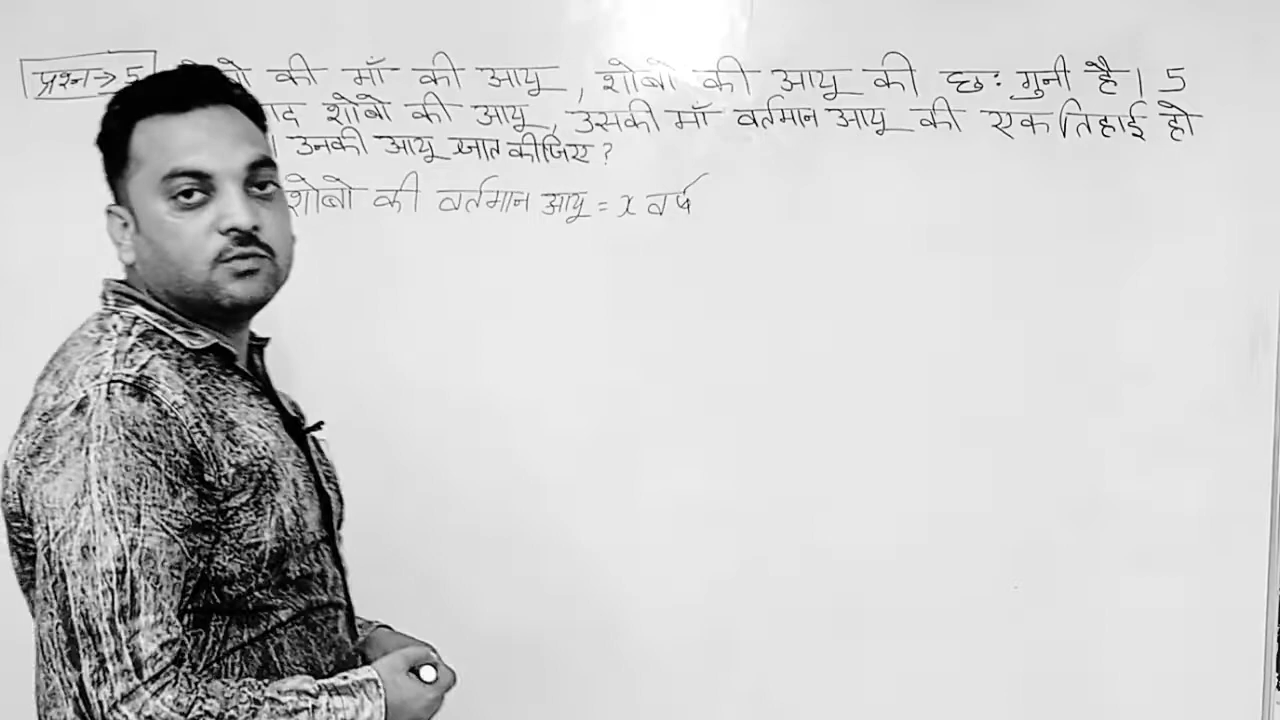 प्रश्न→ 5 की माँ की आयु, शोबो की आयु की छः गुनी है। 5
शोबो की आयु, उसकी माँ वर्तमान आयु की एक तिहाई हो
। उनकी आयु ज्ञात कीजिए?
शोबो की वर्तमान आयु = x वर्ष